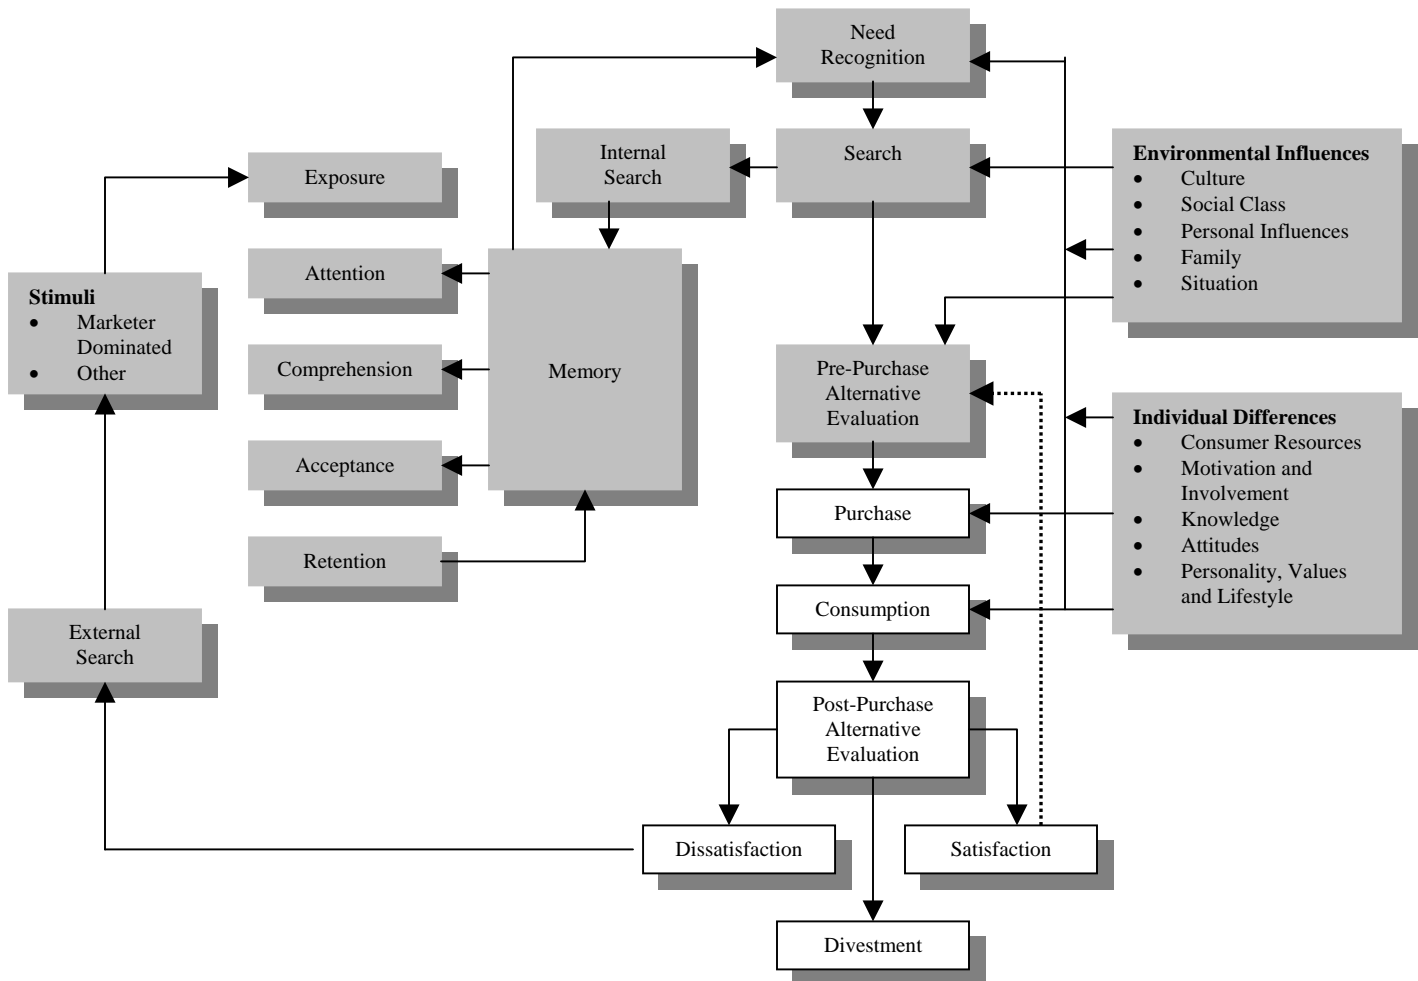 Need
Recognition
Internal
Search
Search
Environmental Influences
• Culture
• Social Class
• Personal Influences
• Family
• Situation
Exposure
Attention
Stimuli
• Marketer
Dominated
• Other
Comprehension
Memory
Pre-Purchase
Alternative
Evaluation
Acceptance
Individual Differences
• Consumer Resources
• Motivation and
Involvement
• Knowledge
• Attitudes
• Personality, Values
and Lifestyle
Purchase
Retention
Consumption
External
Search
Post-Purchase
Alternative
Evaluation
Dissatisfaction
Satisfaction
Divestment